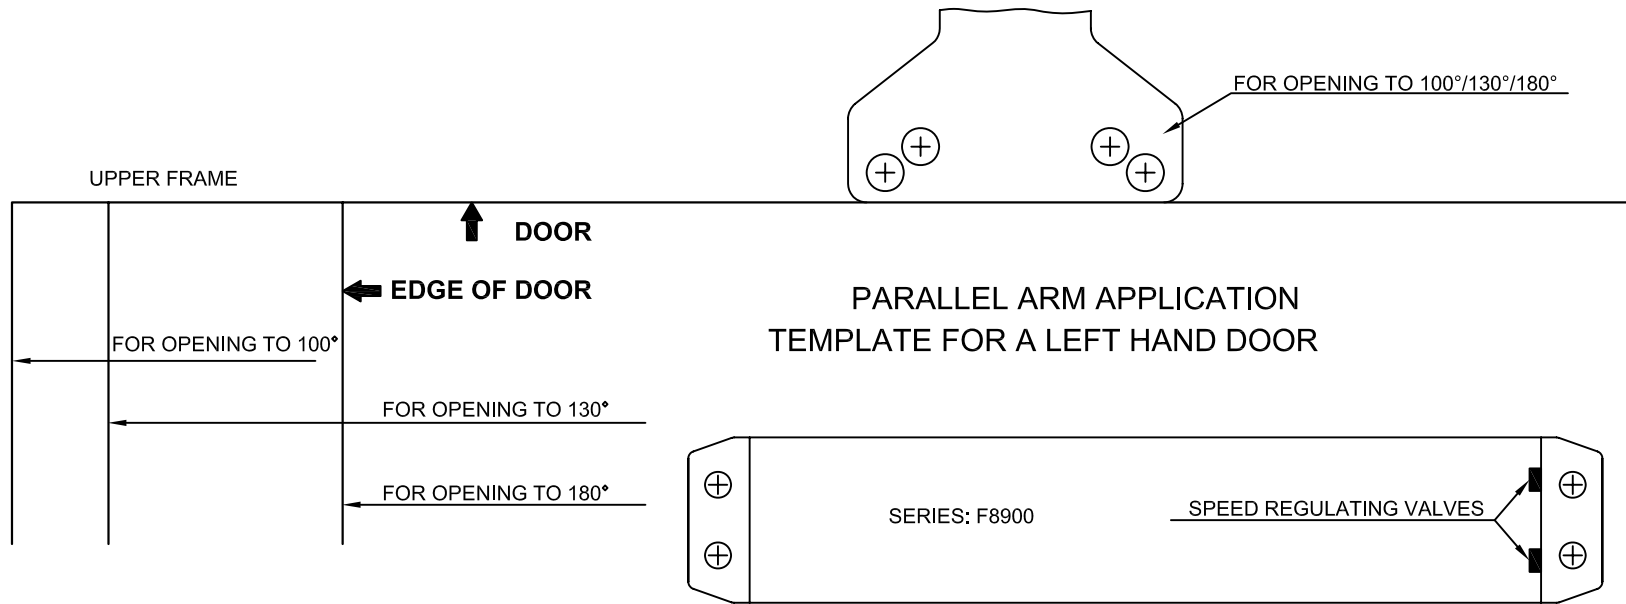 FOR OPENING TO 100°/130°/180°
UPPER FRAME
DOOR
EDGE OF DOOR
PARALLEL ARM APPLICATION
TEMPLATE FOR A LEFT HAND DOOR
FOR OPENING TO 100°
FOR OPENING TO 130°
FOR OPENING TO 180°
SERIES: F8900
SPEED REGULATING VALVES